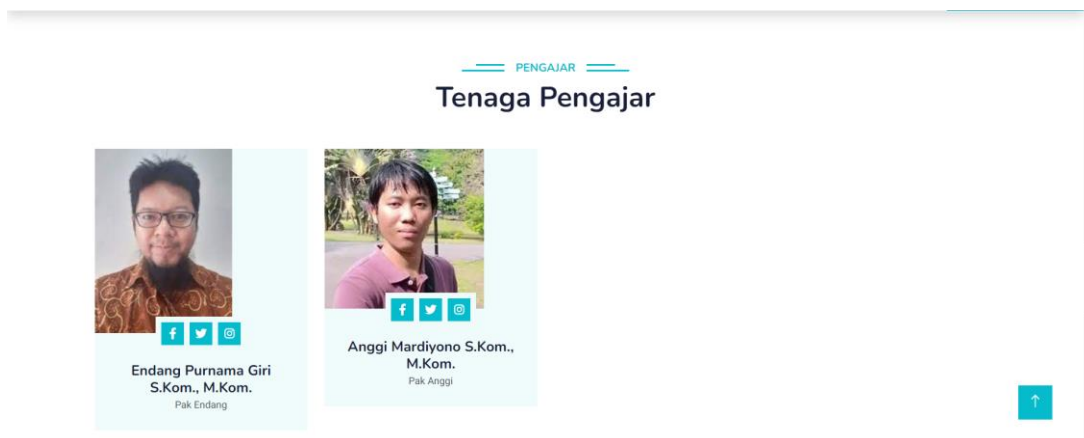 PENGAJAR
Tenaga Pengajar
Endang Purnama Giri
S.Kom., M.Kom.
Pak Endang
Anggi Mardiyono S.Kom.,
M.Kom.
Pak Anggi